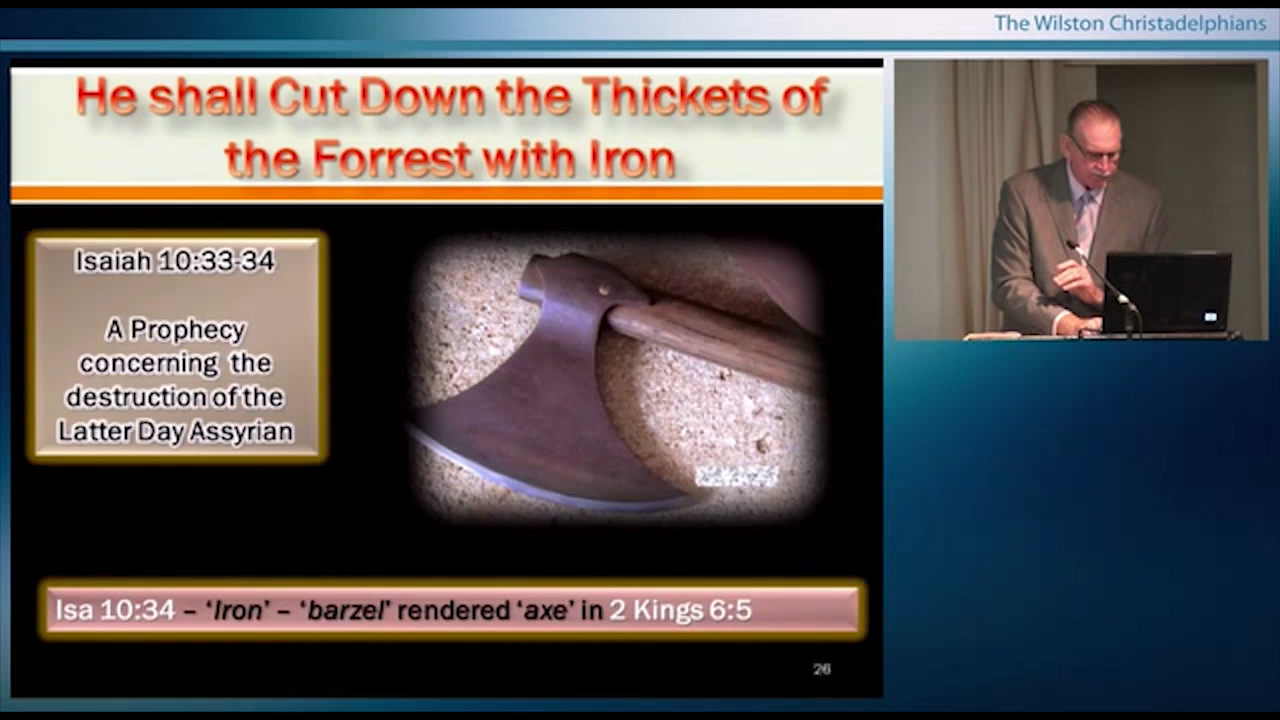 The Wilston Christadelphians
He shall Cut Down the Thickets of
the Forrest with Iron
Isaiah 10:33-34
A Prophecy
concerning the
destruction of the
Latter Day Assyrian
Isa 10:34 – ‘Iron’ – ‘barzel’ rendered ‘axe’ in 2 Kings 6:5
26